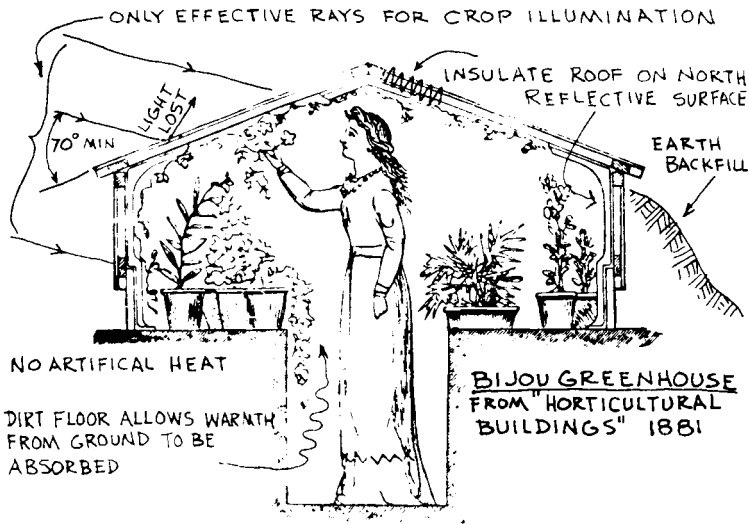 ONLY EFFECTIVE RAYS FOR CROP ILLUMINATION
INSULATE ROOF ON NORTH
REFLECTIVE SURFACE
LIGHT
LOST
70° MIN
EARTH
BACKFILL
NO ARTIFICAL HEAT
DIRT FLOOR ALLOWS WARMTH
FROM GROUND TO BE
ABSORBED
BIJOU GREENHOUSE
FROM "HORTICULTURAL
BUILDINGS" 1881